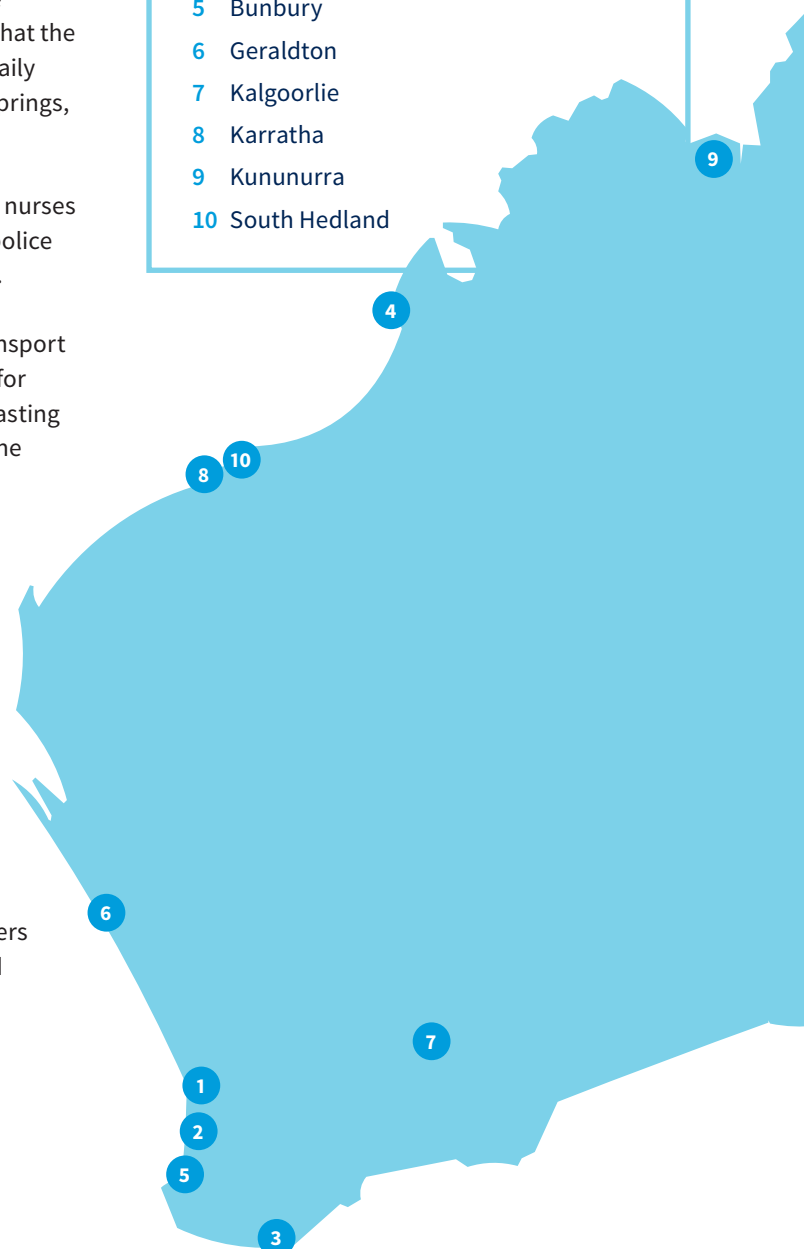 hat the
aily
prings,
nurses
olice
.
nsport
for
asting
ne
ers
5 Bunbury
6 Geraldton
7 Kalgoorlie
8 Karratha
9 Kununurra
10 South Hedland
9
4
10
8
6
7
1
2
5
3